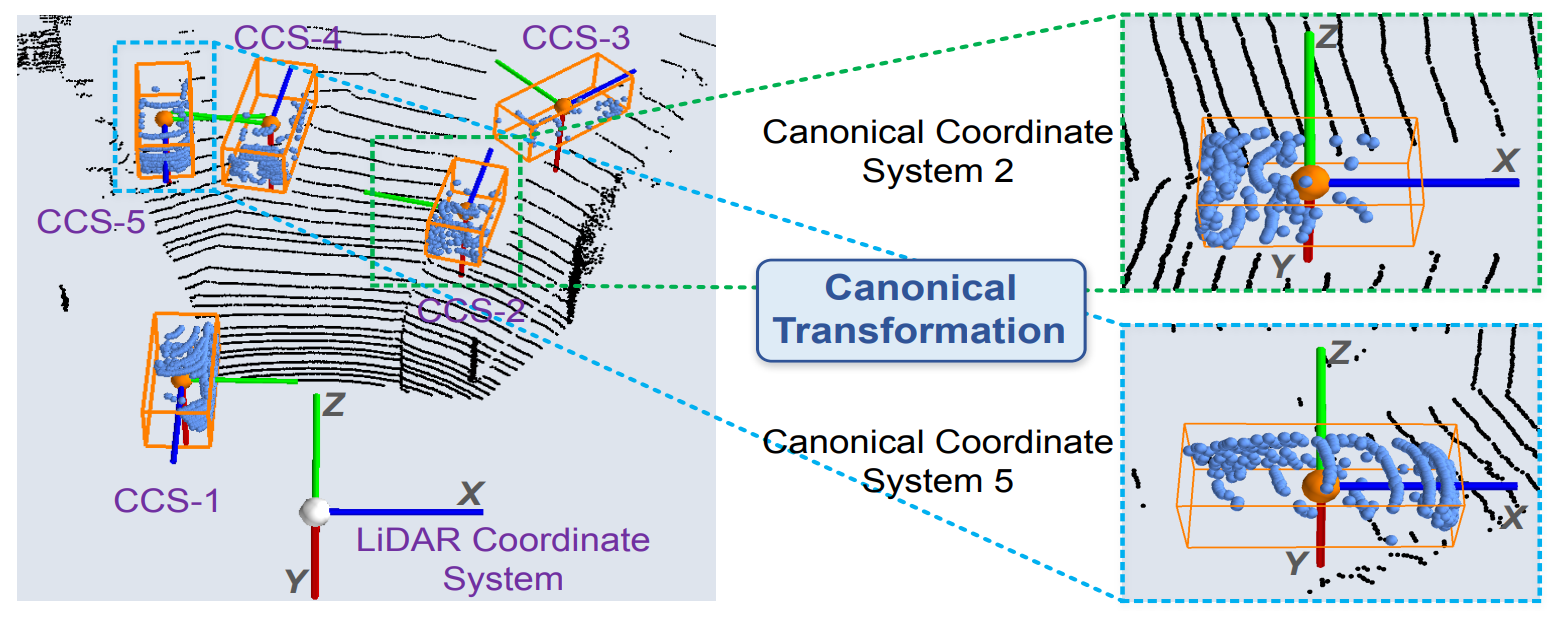 CCS-4
CCS-3
CCS-5
CCS-2
CCS-1
Z
X
LiDAR Coordinate
System
Y
Canonical Coordinate
System 2
Canonical
Transformation
Canonical Coordinate
System 5
Z
X
Y
Z
X
Y